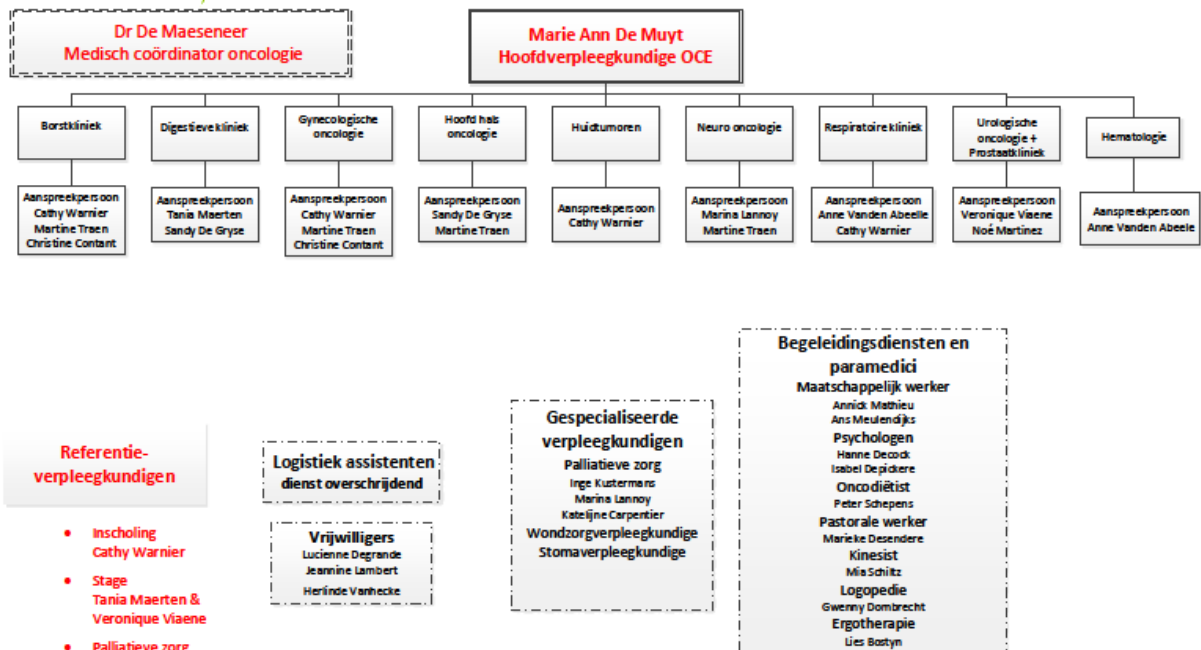 Dr De Maeseneer
Medisch coördinator oncologie
Marie Ann De Muyt
Hoofdverpleegkundige OCE
Borstkliniek
Digestieve kliniek
Gynecologische
oncologie
Hoofd hals
oncologie
Huidtumoren
Neuro oncologie
Respiratoire kliniek
Urologische
oncologie +
Prostaatkliniek
Hematologie
Aanspreekpersoon
Cathy Warnier
Martine Traen
Christine Contant
Aanspreekpersoon
Tania Maerten
Sandy De Gryse
Aanspreekpersoon
Cathy Warnier
Martine Traen
Christine Contant
Aanspreekpersoon
Sandy De Gryse
Martine Traen
Aanspreekpersoon
Cathy Warnier
Aanspreekpersoon
Marina Lannoy
Martine Traen
Aanspreekpersoon
Anne Vanden Abeelle
Cathy Warnier
Aanspreekpersoon
Veronique Viaene
Noé Martinez
Aanspreekpersoon
Anne Vanden Abeele
Referentie-
verpleegkundigen
• Inscholing
Cathy Warnier
• Stage
Tania Maerten &
Veronique Viaene
• Palliatieve zorg
Logistiek assistenten
dienst overschrijdend
Vrijwilligers
Lucienne Degrande
Jeannine Lambert
Herlinde Vanhecke
Gespecialiseerde
verpleegkundigen
Palliatieve zorg
Inge Kustermans
Marina Lannoy
Katelijne Carpentier
Wondzorgverpleegkundige
Stomaverpleegkundige
Begeleidingsdiensten en
paramedici
Maatschappelijk werker
Annick Mathieu
Ans Meulendijks
Psychologen
Hanne Decock
Isabel Depickere
Oncodiëtist
Peter Schepens
Pastorale werker
Marieke Desendere
Kinesist
Mia Schiltz
Logopedie
Gwenny Dombrecht
Ergotherapie
Lies Bostyn